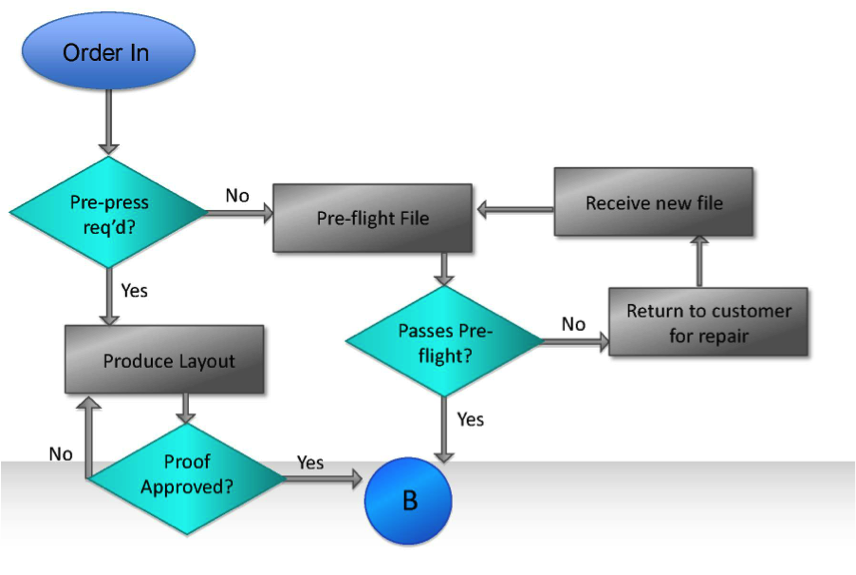 Order In
Pre-press
req'd?
No
Pre-flight File
Receive new file
Yes
Produce Layout
Passes Pre-
flight?
No
Return to customer
for repair
Yes
No
Proof
Approved?
Yes
B